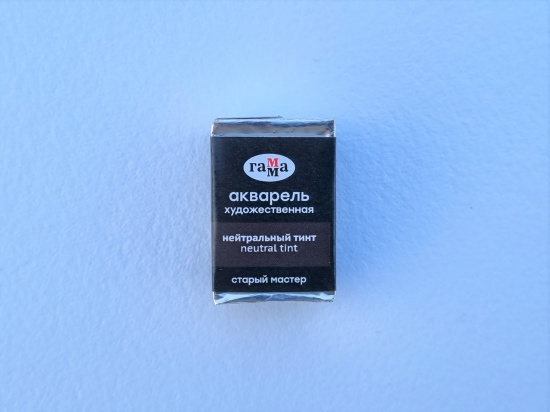 гамма
акварель
художественная
нейтральный тинт
neutral tint
старый мастер